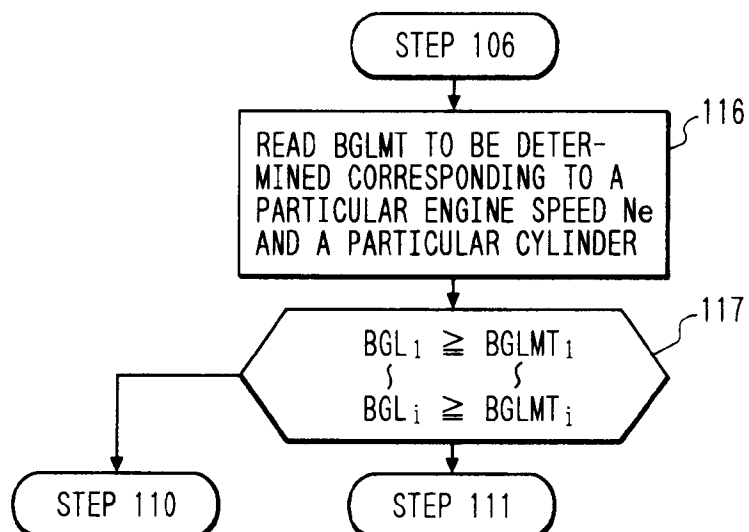 STEP 106
116
READ BGLMT TO BE DETER-
MINED CORRESPONDING TO A
PARTICULAR ENGINE SPEED Ne
AND A PARTICULAR CYLINDER
117
BGL₁ ≧ BGLMT₁
BGLᵢ ≧ BGLMTᵢ
STEP 110
STEP 111